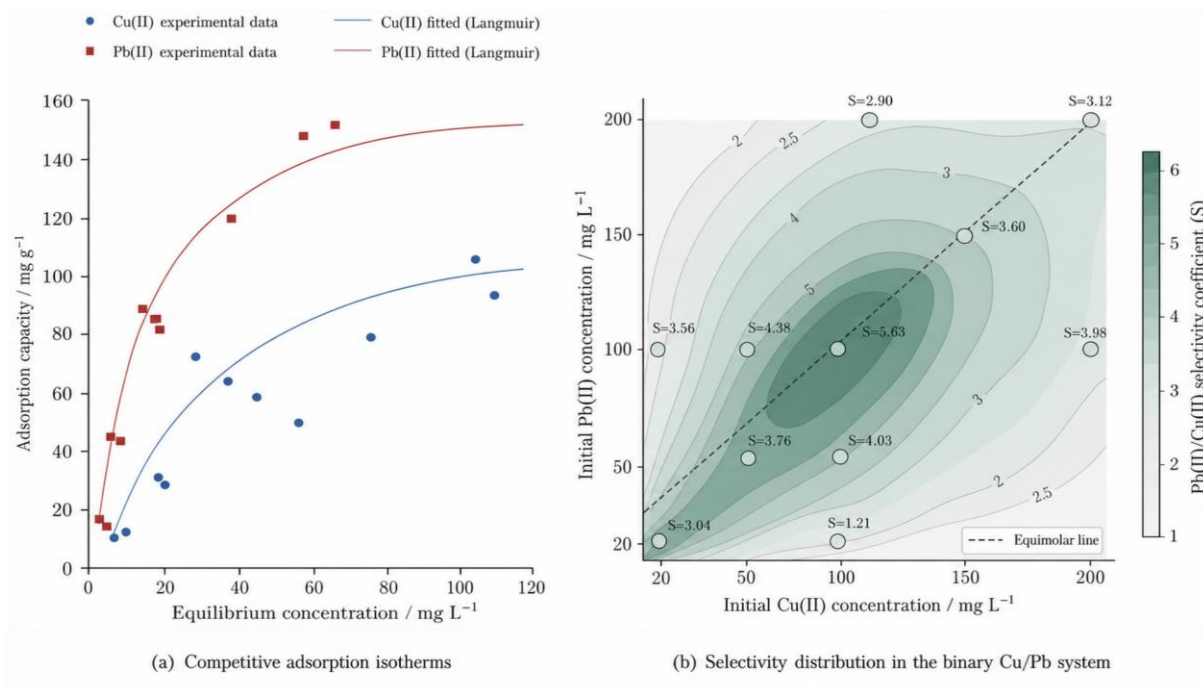 Cu(II) experimental data
Cu(II) fitted (Langmuir)
Pb(II) experimental data
Pb(II) fitted (Langmuir)
Adsorption capacity / mg g⁻¹
160
140
120
100
80
60
40
20
0
0 20 40 60 80 100 120
Equilibrium concentration / mg L⁻¹
(a) Competitive adsorption isotherms
Initial Pb(II) concentration / mg L⁻¹
200
150
100
50
20
S=2.90
S=3.12
2
2.5
3
4
S=3.60
5
S=3.56
S=4.38
S=5.63
S=3.98
3
S=3.76
S=4.03
2
2.5
S=3.04
S=1.21
Equimolar line
20 50 100 150 200
Initial Cu(II) concentration / mg L⁻¹
6
5
4
3
2
1
Pb(II)/Cu(II) selectivity coefficient (S)
(b) Selectivity distribution in the binary Cu/Pb system